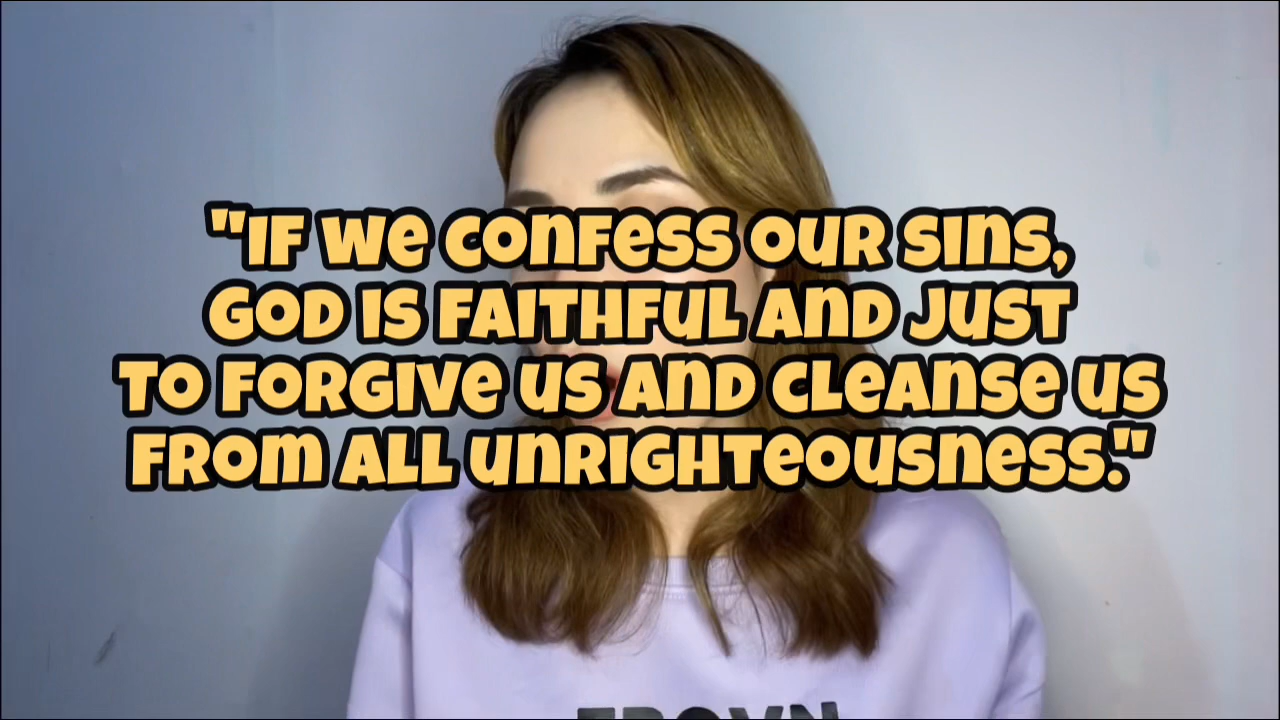 "If we confess our sins,
God is faithful and just
to forgive us and cleanse us
from all unrighteousness."